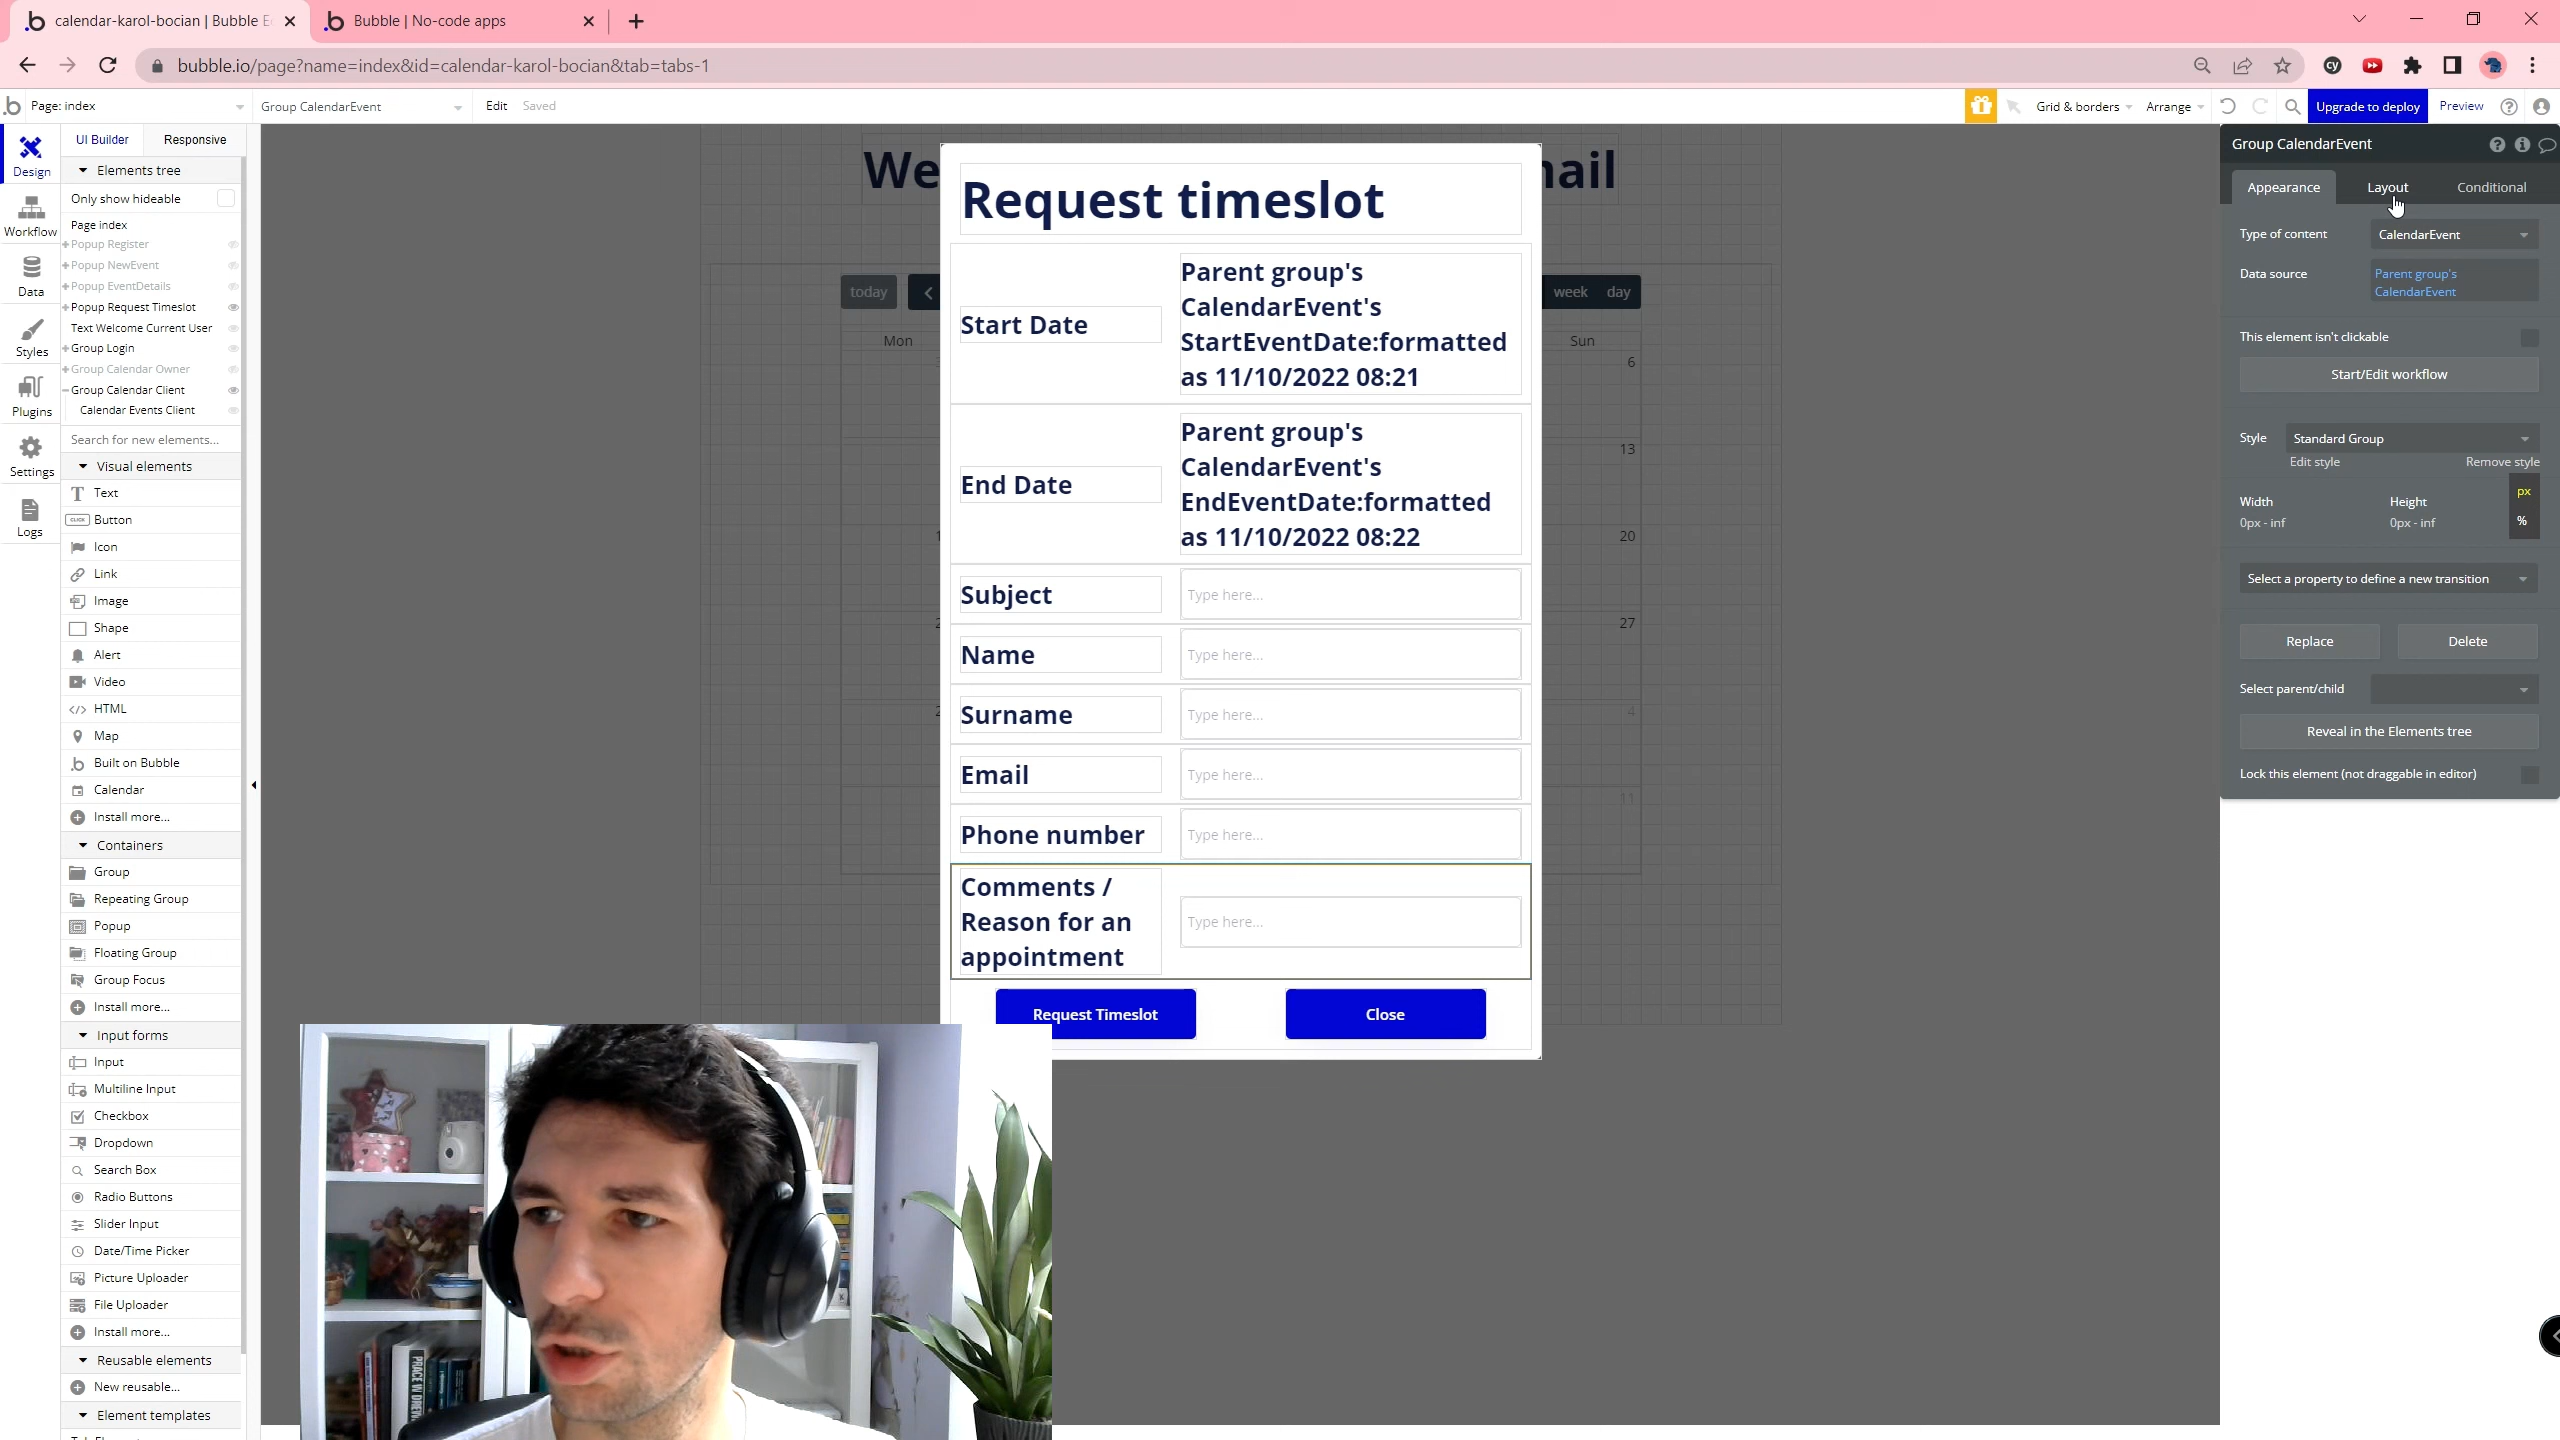 calendar-karol-bocian | Bubble E
Bubble | No-code apps
bubble.io/page?name=index&id=calendar-karol-bocian&tab=tabs-1
Page: index
Group CalendarEvent
Edit
Saved
Grid & borders
Arrange
Upgrade to deploy
Preview
Design
Workflow
Data
Styles
Plugins
Settings
Logs
UI Builder
Responsive
Elements tree
Only show hideable
Page index
Popup Register
Popup NewEvent
Popup EventDetails
Popup Request Timeslot
Text Welcome Current User
Group Login
Group Calendar Owner
Group Calendar Client
Calendar Events Client
Search for new elements...
Visual elements
Text
Button
Icon
Link
Image
Shape
Alert
Video
HTML
Map
Built on Bubble
Calendar
Install more...
Containers
Group
Repeating Group
Popup
Floating Group
Group Focus
Install more...
Input forms
Input
Multiline Input
Checkbox
Dropdown
Search Box
Radio Buttons
Slider Input
Date/Time Picker
Picture Uploader
File Uploader
Install more...
Reusable elements
New reusable...
Element templates
We
nail
today
week
day
Mon
Sun
6
13
20
27
4
11
Request timeslot
Start Date
Parent group's
CalendarEvent's
StartEventDate:formatted
as 11/10/2022 08:21
End Date
Parent group's
CalendarEvent's
EndEventDate:formatted
as 11/10/2022 08:22
Subject
Type here...
Name
Type here...
Surname
Type here...
Email
Type here...
Phone number
Type here...
Comments /
Reason for an
appointment
Type here...
Request Timeslot
Close
Group CalendarEvent
Appearance
Layout
Conditional
Type of content
CalendarEvent
Data source
Parent group's
CalendarEvent
This element isn't clickable
Start/Edit workflow
Style
Standard Group
Edit style
Remove style
Width
Height
px
0px - inf
0px - inf
%
Select a property to define a new transition
Replace
Delete
Select parent/child
Reveal in the Elements tree
Lock this element (not draggable in editor)